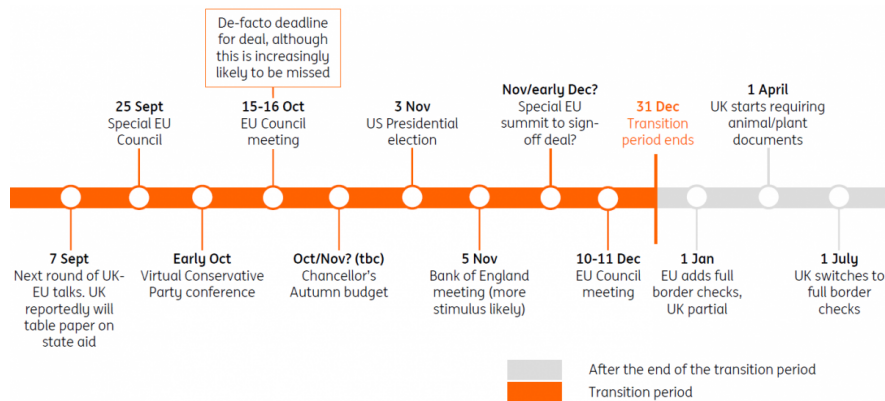 De-facto deadline
for deal, although
this is increasingly
likely to be missed
25 Sept
Special EU
Council
15-16 Oct
EU Council
meeting
3 Nov
US Presidential
election
Nov/early Dec?
Special EU
summit to sign-
off deal?
31 Dec
Transition
period ends
1 April
UK starts requiring
animal/plant
documents
7 Sept
Next round of UK-
EU talks. UK
reportedly will
table paper on
state aid
Early Oct
Virtual Conservative
Party conference
Oct/Nov? (tbc)
Chancellor's
Autumn budget
5 Nov
Bank of England
meeting (more
stimulus likely)
10-11 Dec
EU Council
meeting
1 Jan
EU adds full
border checks,
UK partial
1 July
UK switches to
full border
checks
After the end of the transition period
Transition period